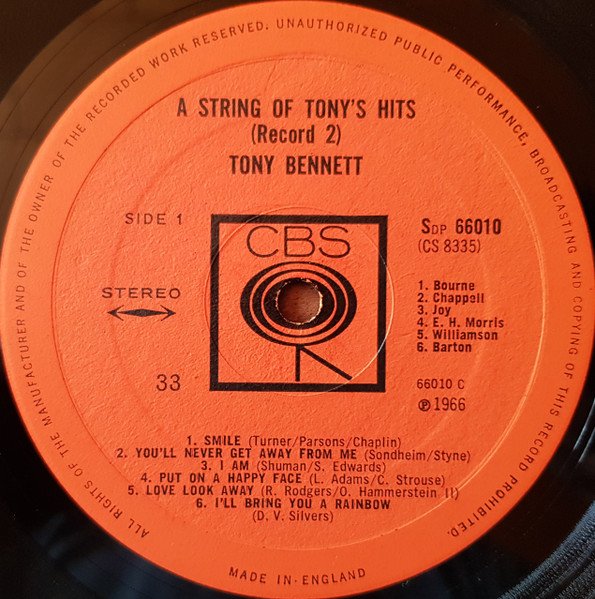 ALL RIGHTS OF THE MANUFACTURER AND OF THE OWNER OF THE RECORDED WORK RESERVED. UNAUTHORIZED PUBLIC PERFORMANCE, BROADCASTING AND COPYING OF THIS RECORD PROHIBITED.
A STRING OF TONY'S HITS
(Record 2)
TONY BENNETT
SIDE 1
CBS
SDP 66010
(CS 8335)
STEREO
1. Bourne
2. Chappell
3. Joy
4. E. H. Morris
5. Williamson
6. Barton
33
66010 C
℗ 1966
1. SMILE (Turner/Parsons/Chaplin)
2. YOU'LL NEVER GET AWAY FROM ME (Sondheim/Styne)
3. I AM (Shuman/S. Edwards)
4. PUT ON A HAPPY FACE (L. Adams/C. Strouse)
5. LOVE LOOK AWAY (R. Rodgers/O. Hammerstein II)
6. I'LL BRING YOU A RAINBOW
(D. V. Silvers)
MADE IN·ENGLAND